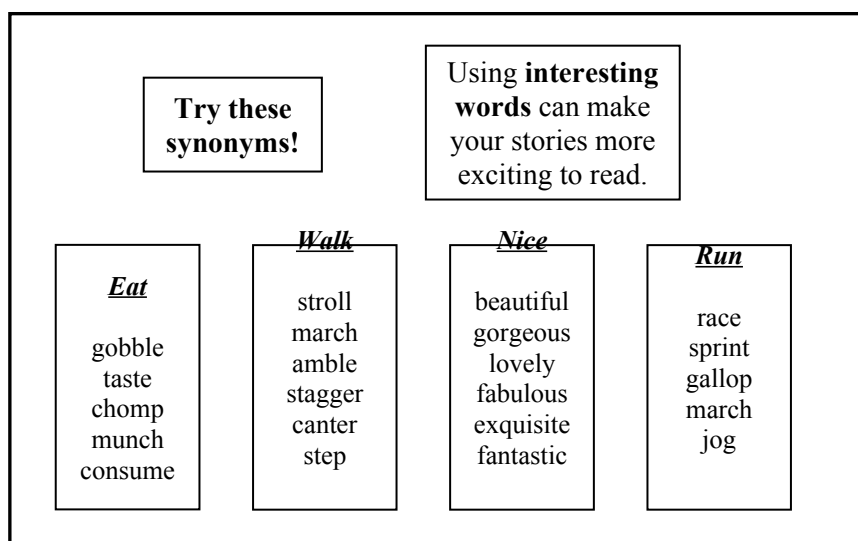 Try these
synonyms!
Using interesting
words can make
your stories more
exciting to read.
Eat
gobble
taste
chomp
munch
consume
Walk
stroll
march
amble
stagger
canter
step
Nice
beautiful
gorgeous
lovely
fabulous
exquisite
fantastic
Run
race
sprint
gallop
march
jog